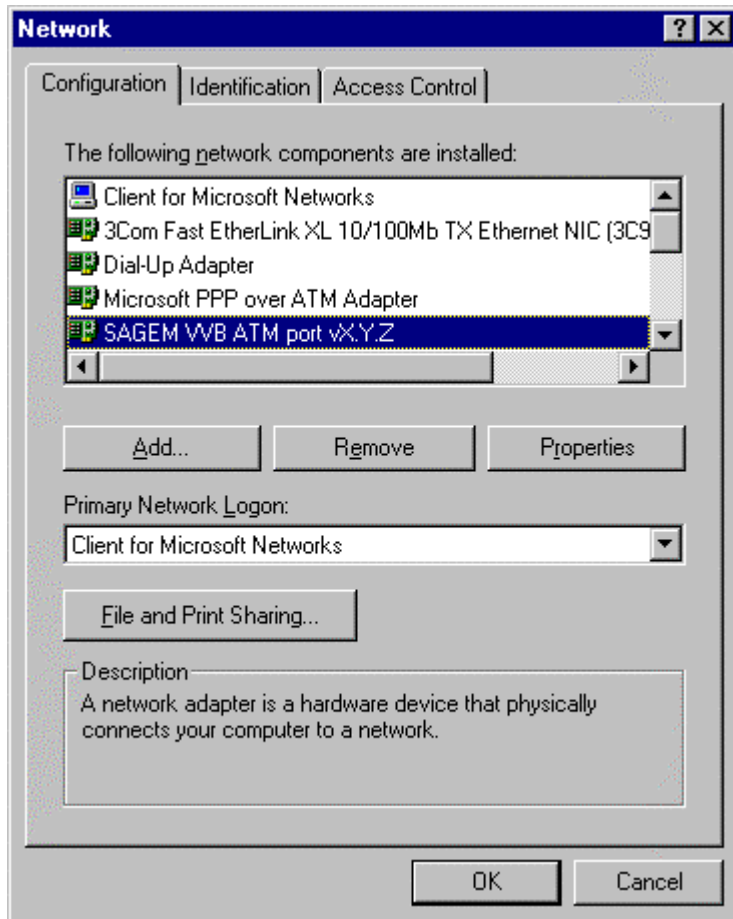 Network
Configuration Identification Access Control
The following network components are installed:
Client for Microsoft Networks
3Com Fast EtherLink XL 10/100Mb TX Ethernet NIC (3C9
Dial-Up Adapter
Microsoft PPP over ATM Adapter
SAGEM VVB ATM port vX.Y.Z
Add... Remove Properties
Primary Network Logon:
Client for Microsoft Networks
File and Print Sharing...
Description
A network adapter is a hardware device that physically
connects your computer to a network.
OK Cancel